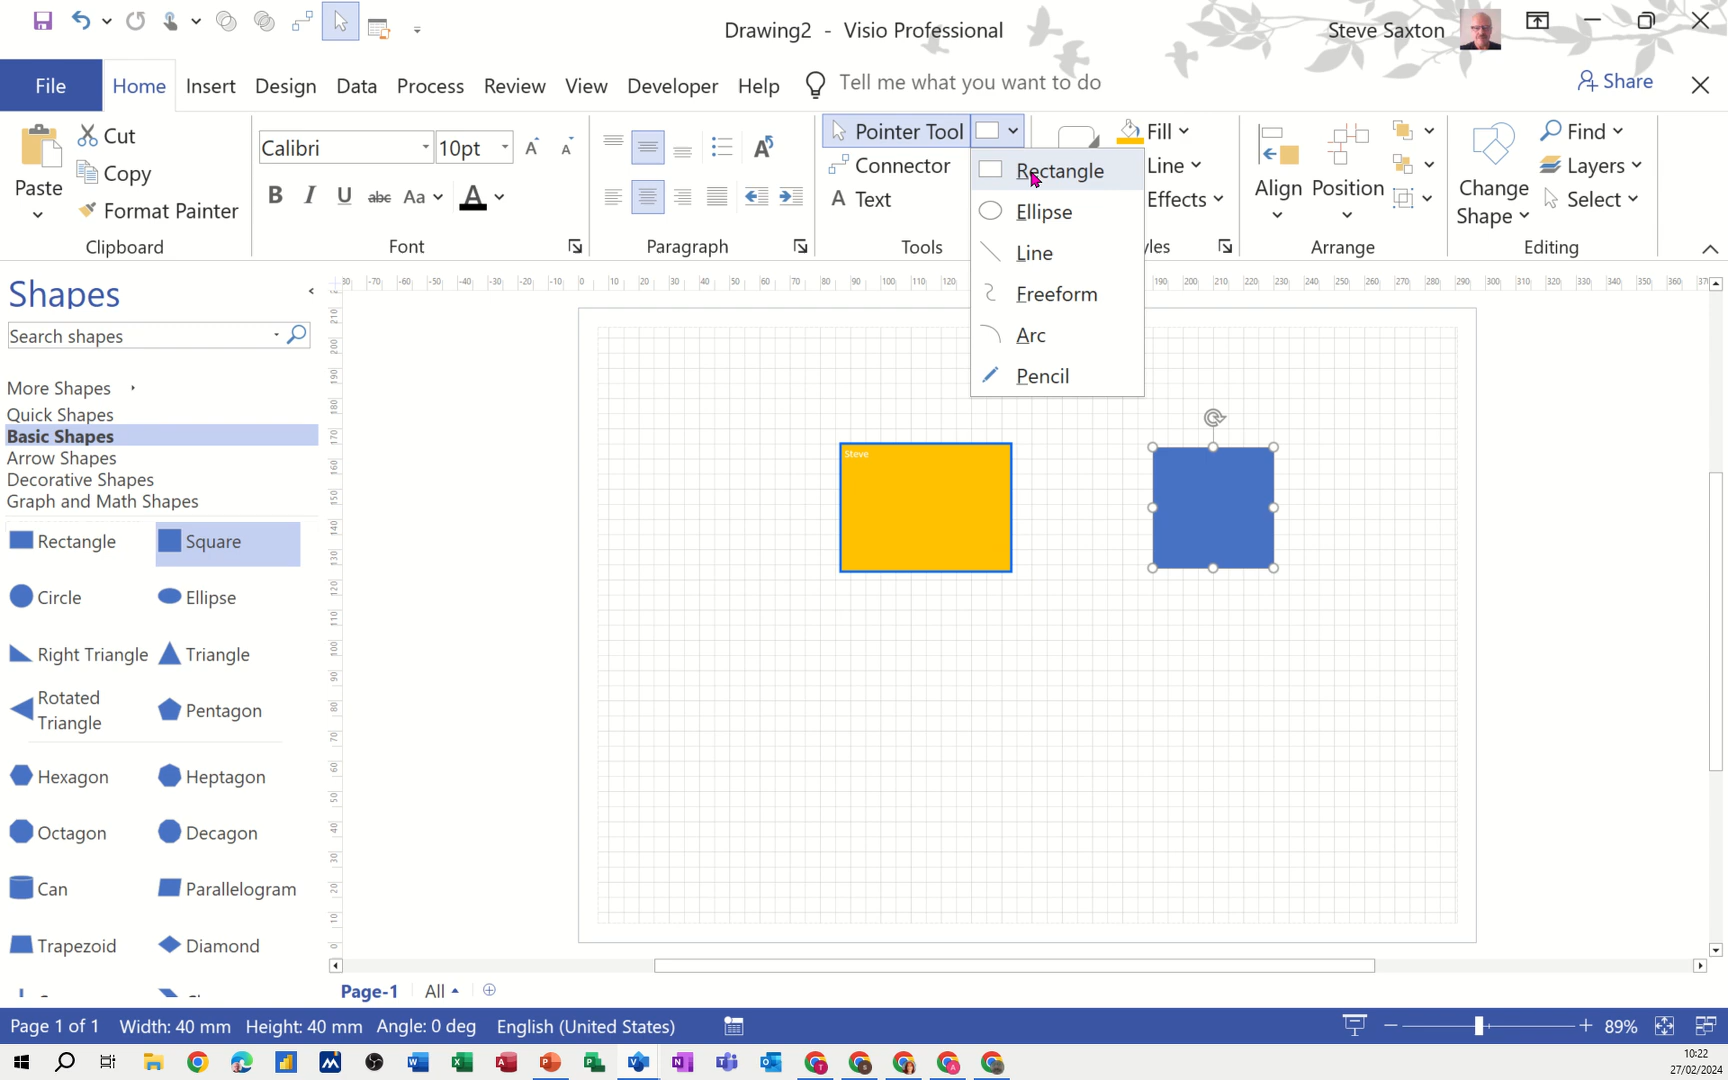 Drawing2 - Visio Professional
Steve Saxton
File Home Insert Design Data Process Review View Developer Help Tell me what you want to do
Share
Paste
Cut
Copy
Format Painter
Clipboard
Calibri 10pt
B I U abc Aa A
Font
Paragraph
Pointer Tool
Connector
A Text
Tools
Rectangle
Ellipse
Line
Freeform
Arc
Pencil
Fill
Line
Effects
yles
Align
Position
Arrange
Change
Shape
Find
Layers
Select
Editing
Shapes
Search shapes
More Shapes
Quick Shapes
Basic Shapes
Arrow Shapes
Decorative Shapes
Graph and Math Shapes
Rectangle Square
Circle Ellipse
Right Triangle Triangle
Rotated
Triangle
Pentagon
Hexagon Heptagon
Octagon Decagon
Can Parallelogram
Trapezoid Diamond
Steve
Page-1 All
Page 1 of 1 Width: 40 mm Height: 40 mm Angle: 0 deg English (United States)
89%
10:22
27/02/2024